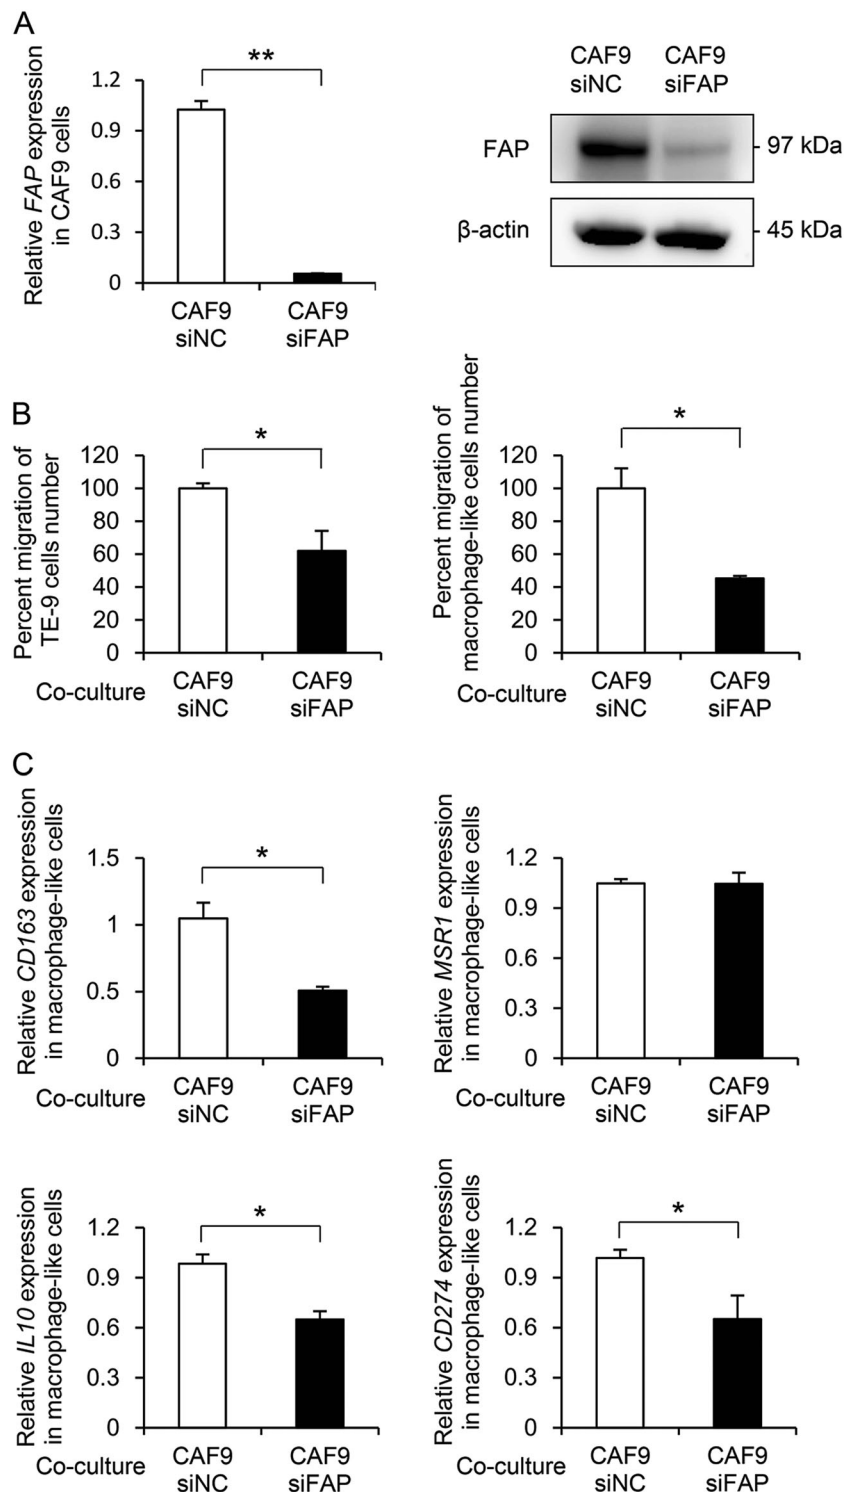 A
Relative FAP expression
in CAF9 cells
1.2
0.9
0.6
0.3
0
**
CAF9
siNC
CAF9
siFAP
CAF9
siNC
CAF9
siFAP
FAP
97 kDa
β-actin
45 kDa
B
Percent migration of
TE-9 cells number
120
100
80
60
40
20
0
*
Co-culture
CAF9
siNC
CAF9
siFAP
Percent migration of
macrophage-like cells number
120
100
80
60
40
20
0
*
Co-culture
CAF9
siNC
CAF9
siFAP
C
Relative CD163 expression
in macrophage-like cells
1.5
1
0.5
0
*
Co-culture
CAF9
siNC
CAF9
siFAP
Relative MSR1 expression
in macrophage-like cells
1.2
0.9
0.6
0.3
0
Co-culture
CAF9
siNC
CAF9
siFAP
Relative IL10 expression
in macrophage-like cells
1.2
0.9
0.6
0.3
0
*
Co-culture
CAF9
siNC
CAF9
siFAP
Relative CD274 expression
in macrophage-like cells
1.2
0.9
0.6
0.3
0
*
Co-culture
CAF9
siNC
CAF9
siFAP